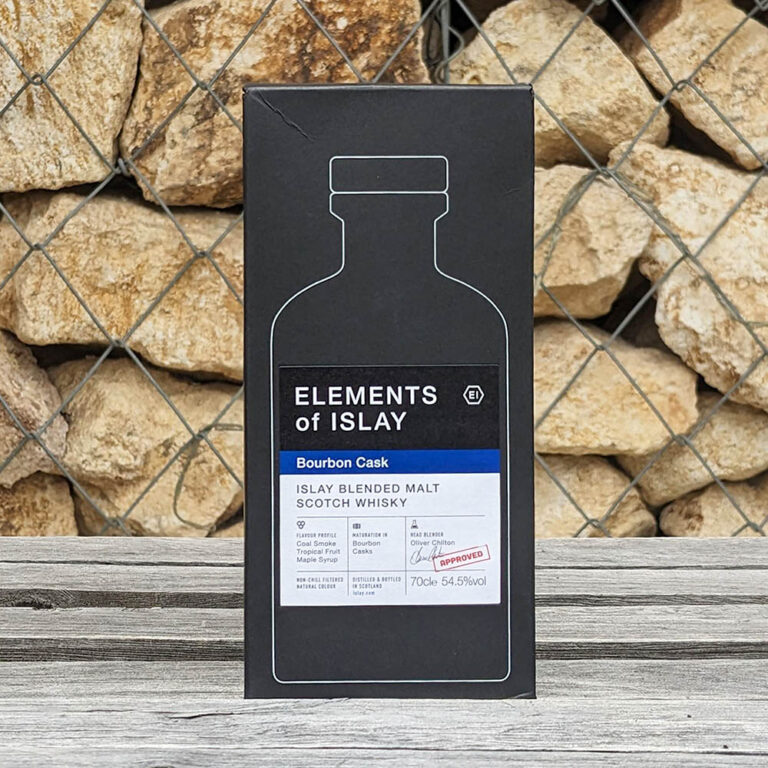 ELEMENTS
of ISLAY
EI
Bourbon Cask
ISLAY BLENDED MALT
SCOTCH WHISKY
FLAVOUR PROFILE
Coal Smoke
Tropical Fruit
Maple Syrup
MATURATION IN
Bourbon
Casks
HEAD BLENDER
Oliver Chilton
APPROVED
NON-CHILL FILTERED
NATURAL COLOUR
DISTILLED & BOTTLED
IN SCOTLAND
islay.com
70cle 54.5%vol